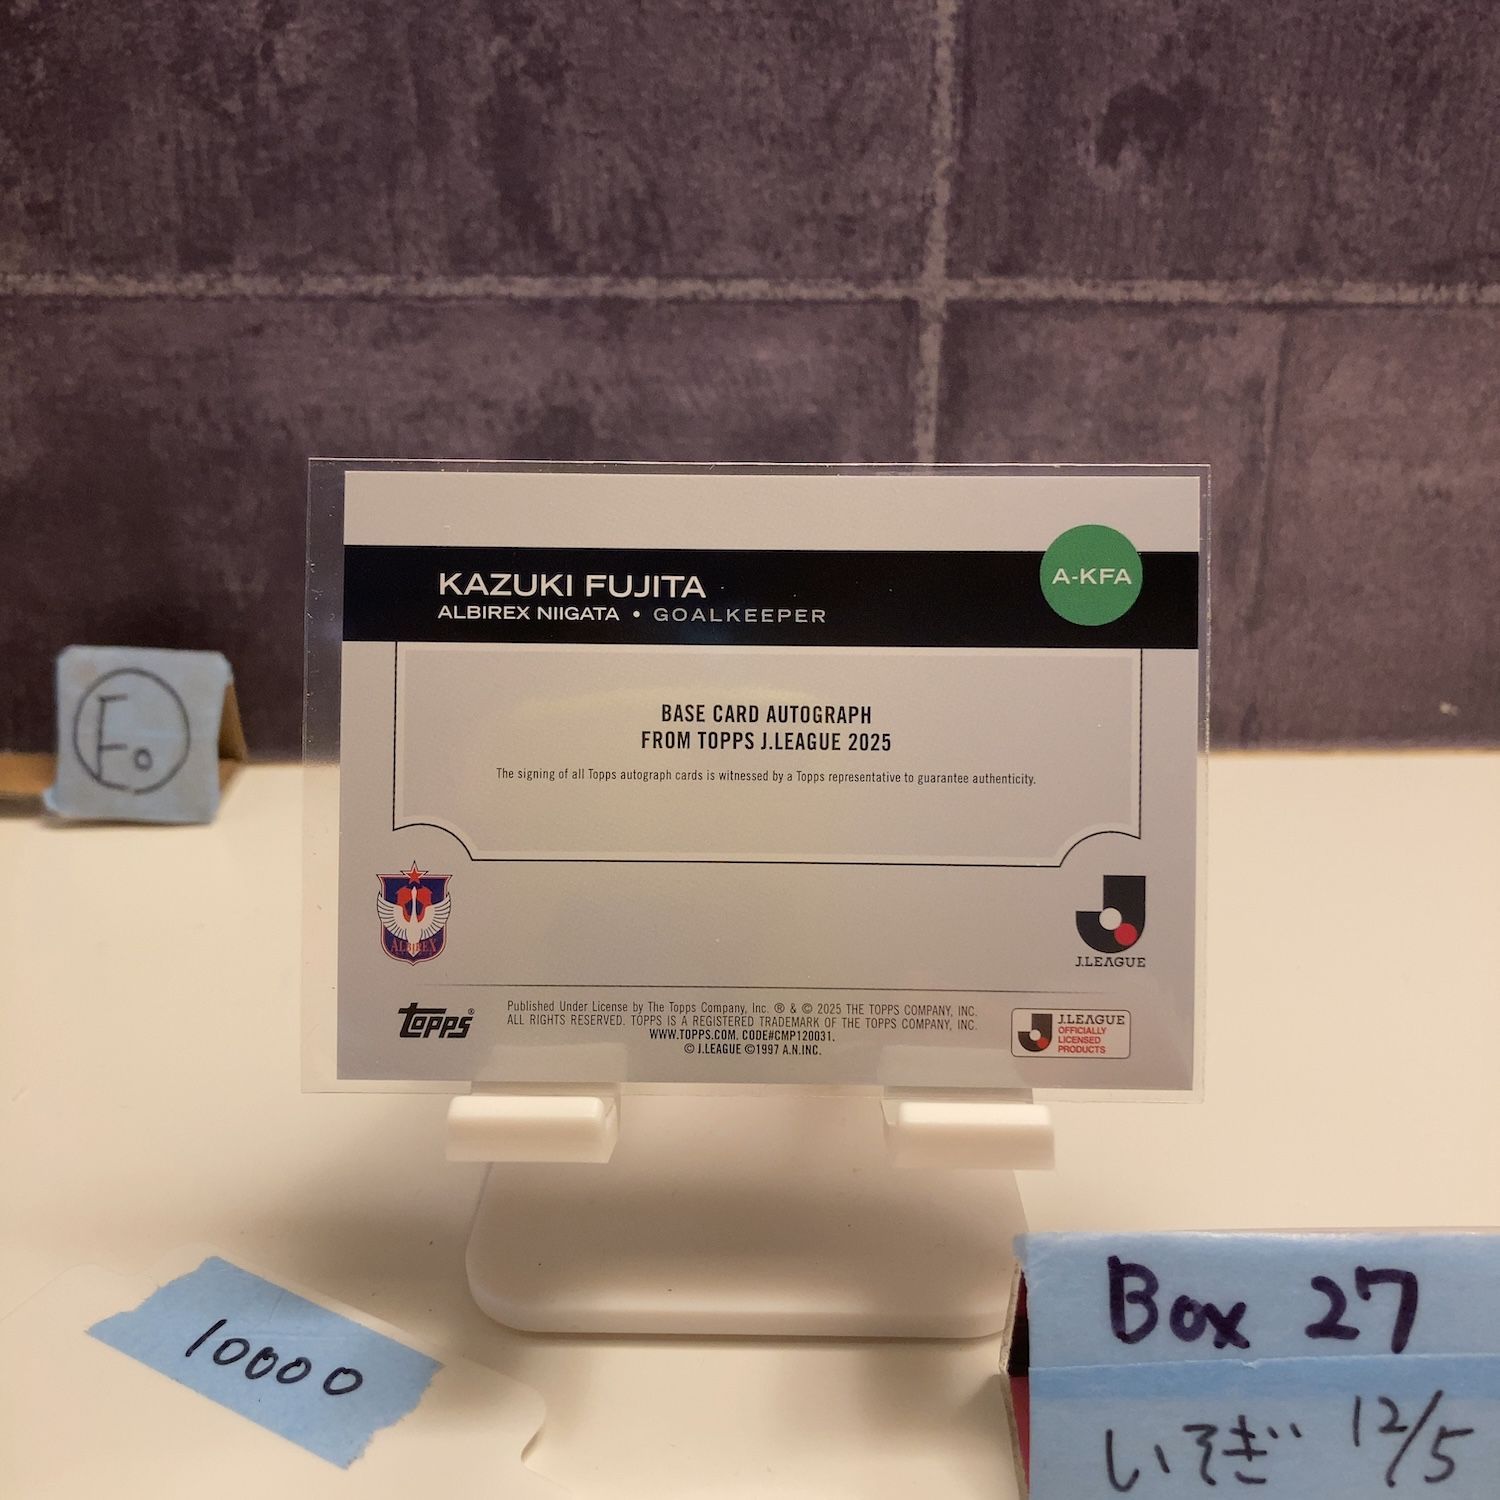 KAZUKI FUJITA
ALBIREX NIIGATA • GOALKEEPER
A-KFA
BASE CARD AUTOGRAPH
FROM TOPPS J.LEAGUE 2025
The signing of all Topps autograph cards is witnessed by a Topps representative to guarantee authenticity.
ALBIREX
J.LEAGUE
topps®
Published Under License by The Topps Company, Inc. ® & © 2025 THE TOPPS COMPANY, INC.
ALL RIGHTS RESERVED. TOPPS IS A REGISTERED TRADEMARK OF THE TOPPS COMPANY, INC.
WWW.TOPPS.COM. CODE#CMP120031.
© J.LEAGUE ©1997 A.N.INC.
J.LEAGUE
OFFICIALLY
LICENSED
PRODUCTS
Eo
10000
Box 27
いそぎ 12/5